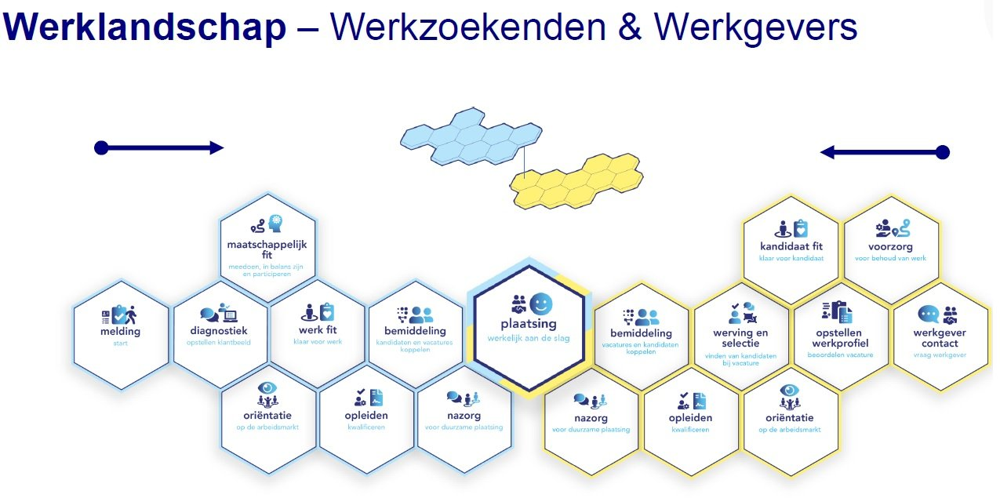 Werklandschap – Werkzoekenden & Werkgevers
maatschappelijk
fit
meedoen, in balans zijn
en participeren
kandidaat fit
klaar voor kandidaat
voorzorg
voor behoud van werk
melding
start
diagnostiek
opstellen klantbeeld
werk fit
klaar voor werk
bemiddeling
kandidaten en vacatures
koppelen
plaatsing
werkelijk aan de slag
bemiddeling
vacatures en kandidaten
koppelen
werving en
selectie
vinden van kandidaten
bij vacature
opstellen
werkprofiel
beoordelen vacature
werkgever
contact
vraag werkgever
oriëntatie
op de arbeidsmarkt
opleiden
kwalificeren
nazorg
voor duurzame plaatsing
nazorg
voor duurzame plaatsing
opleiden
kwalificeren
oriëntatie
op de arbeidsmarkt